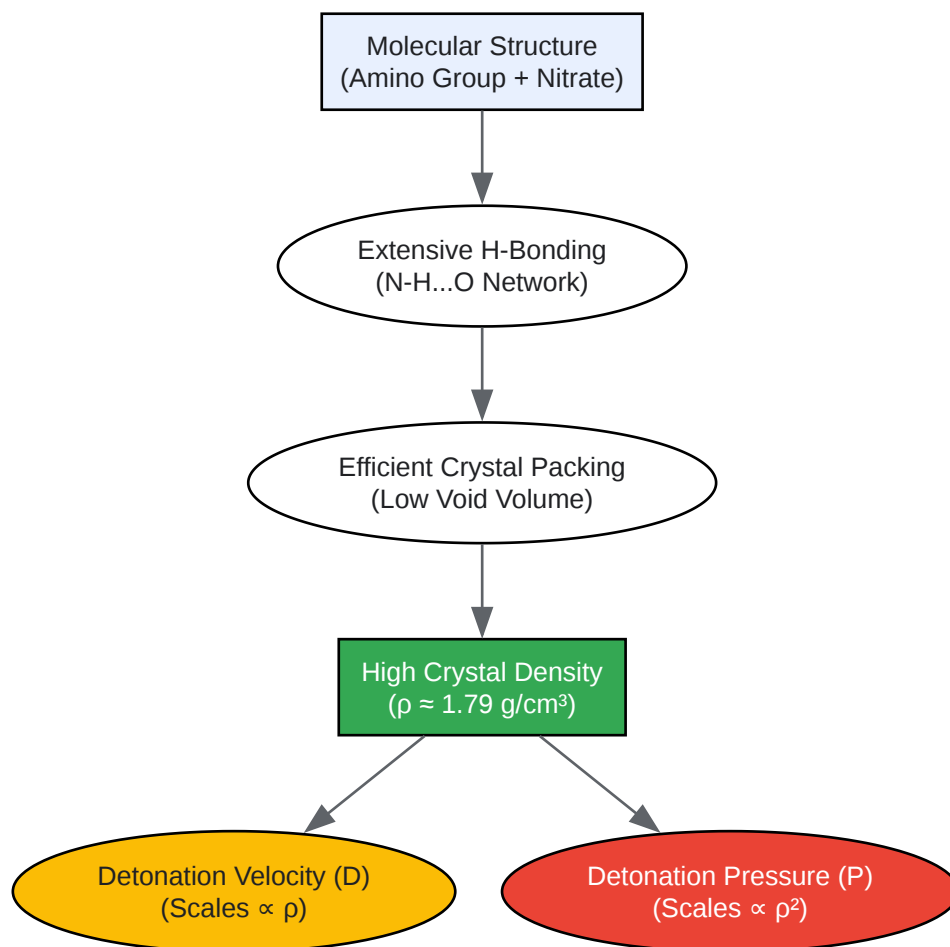 Molecular Structure
(Amino Group + Nitrate)
Extensive H-Bonding
(N-H...O Network)
Efficient Crystal Packing
(Low Void Volume)
High Crystal Density
(ρ ≈ 1.79 g/cm³)
Detonation Velocity (D)
(Scales ∝ ρ)
Detonation Pressure (P)
(Scales ∝ ρ²)